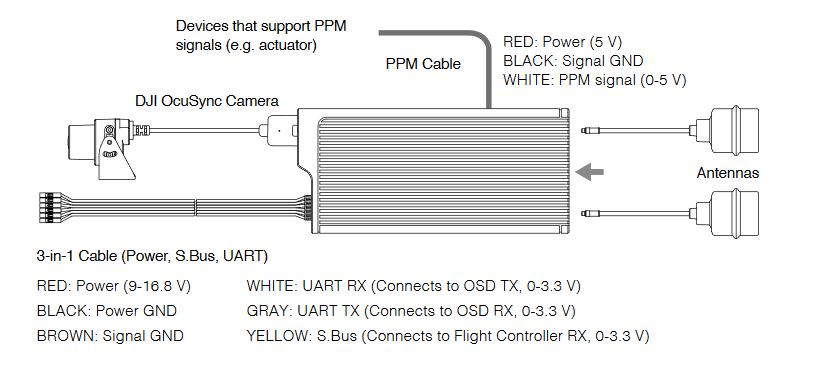 Devices that support PPM
signals (e.g. actuator)
PPM Cable
RED: Power (5 V)
BLACK: Signal GND
WHITE: PPM signal (0-5 V)
DJI OcuSync Camera
Antennas
3-in-1 Cable (Power, S.Bus, UART)
RED: Power (9-16.8 V)
BLACK: Power GND
BROWN: Signal GND
WHITE: UART RX (Connects to OSD TX, 0-3.3 V)
GRAY: UART TX (Connects to OSD RX, 0-3.3 V)
YELLOW: S.Bus (Connects to Flight Controller RX, 0-3.3 V)